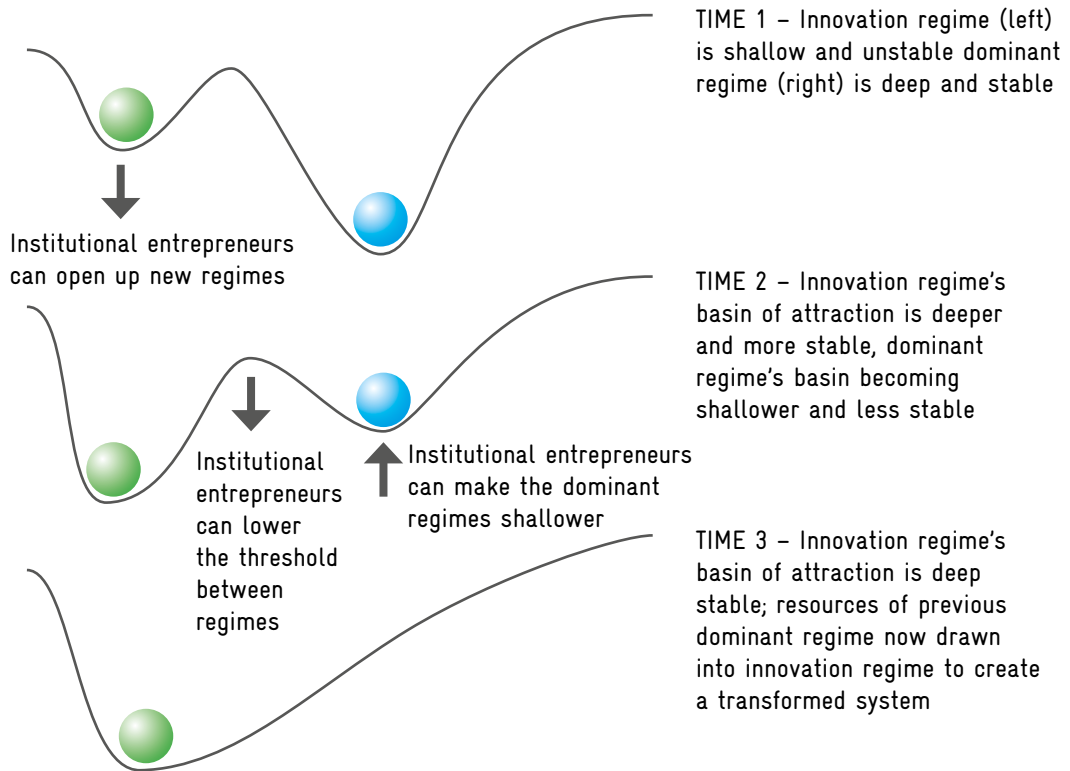 TIME 1 – Innovation regime (left)
is shallow and unstable dominant
regime (right) is deep and stable
Institutional entrepreneurs
can open up new regimes
TIME 2 – Innovation regime’s
basin of attraction is deeper
and more stable, dominant
regime’s basin becoming
shallower and less stable
Institutional
entrepreneurs
can lower
the threshold
between
regimes
Institutional entrepreneurs
can make the dominant
regimes shallower
TIME 3 – Innovation regime’s
basin of attraction is deep
stable; resources of previous
dominant regime now drawn
into innovation regime to create
a transformed system